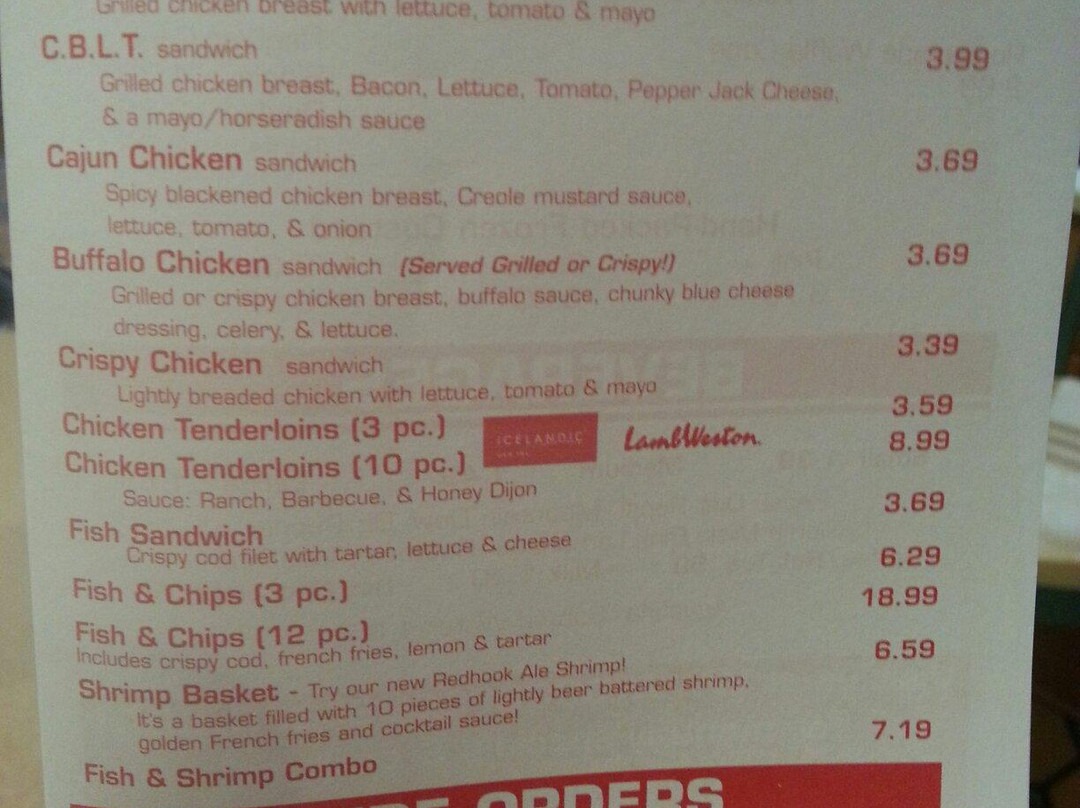 Grilled chicken breast with lettuce, tomato & mayo
C.B.L.T. sandwich 3.99
Grilled chicken breast, Bacon, Lettuce, Tomato, Pepper Jack Cheese,
& a mayo/horseradish sauce
Cajun Chicken sandwich 3.69
Spicy blackened chicken breast, Creole mustard sauce,
lettuce, tomato, & onion
Buffalo Chicken sandwich (Served Grilled or Crispy!) 3.69
Grilled or crispy chicken breast, buffalo sauce, chunky blue cheese
dressing, celery, & lettuce.
Crispy Chicken sandwich 3.39
Lightly breaded chicken with lettuce, tomato & mayo
Chicken Tenderloins (3 pc.) 3.59
ICELANDIC
LambWeston.
Chicken Tenderloins (10 pc.) 8.99
Sauce: Ranch, Barbecue, & Honey Dijon
Fish Sandwich 3.69
Crispy cod filet with tartar, lettuce & cheese
Fish & Chips (3 pc.) 6.29
Fish & Chips (12 pc.) 18.99
Includes crispy cod, french fries, lemon & tartar
Shrimp Basket - Try our new Redhook Ale Shrimp! 6.59
It's a basket filled with 10 pieces of lightly beer battered shrimp,
golden French fries and cocktail sauce!
Fish & Shrimp Combo 7.19
ORDERS